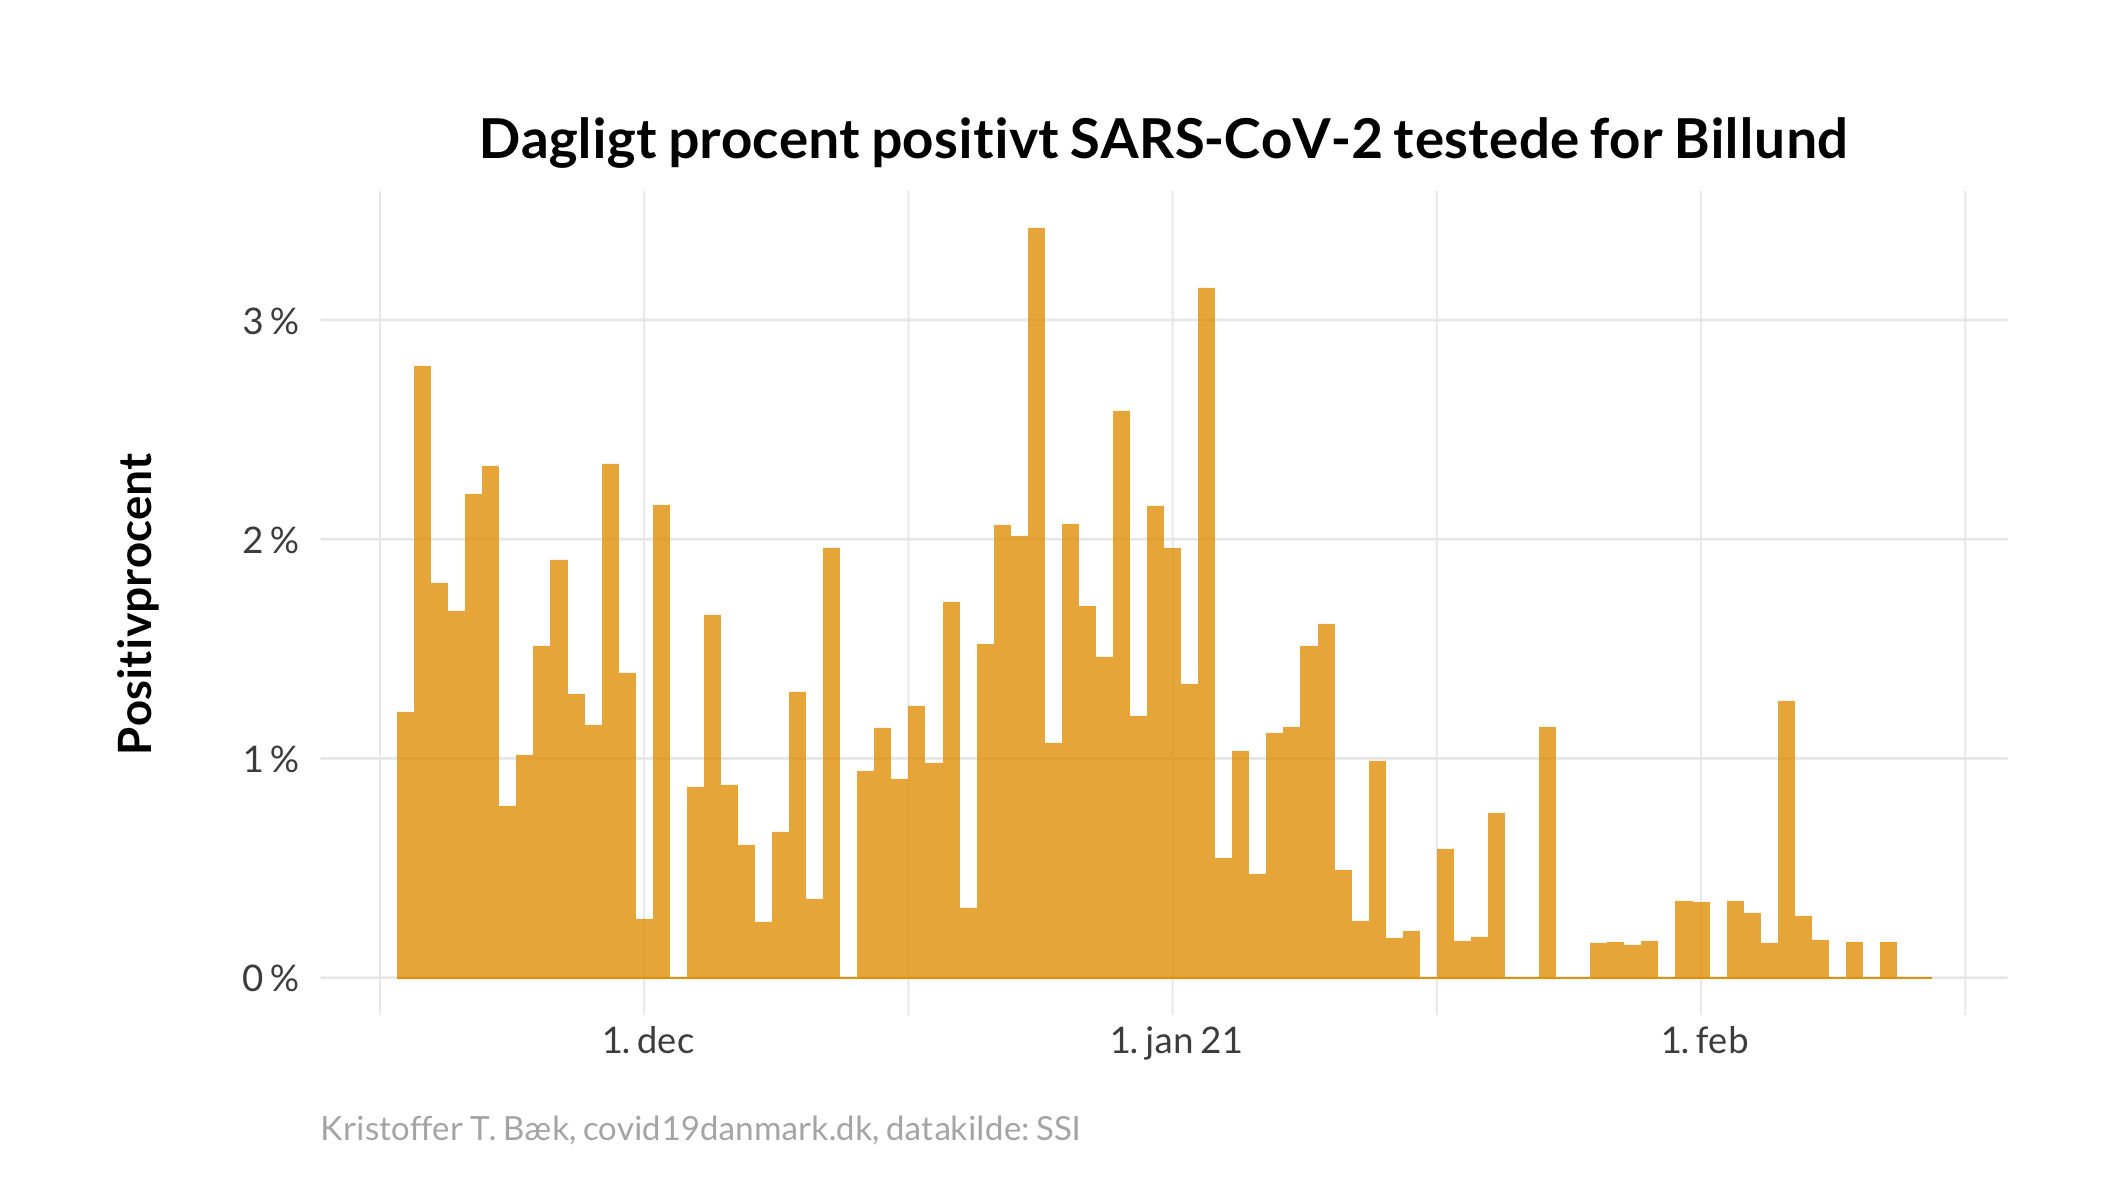 Dagligt procent positivt SARS-CoV-2 testede for Billund
Positivprocent
3 %
2 %
1 %
0 %
1. dec
1. jan 21
1. feb
Kristoffer T. Bæk, covid19danmark.dk, datakilde: SSI